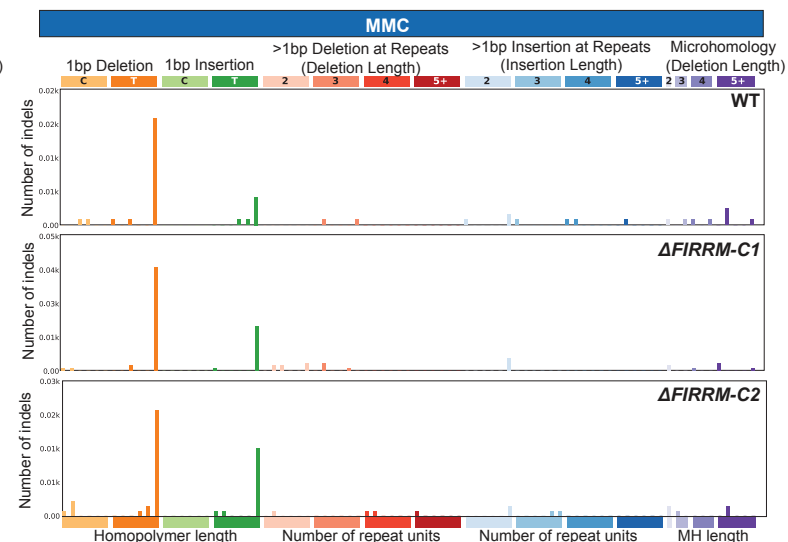 MMC
)
1bp Deletion 1bp Insertion >1bp Deletion at Repeats (Deletion Length) >1bp Insertion at Repeats (Insertion Length) Microhomology (Deletion Length)
C T C T 2 3 4 5+ 2 3 4 5+ 2 3 4 5+
WT
Number of indels
0.02k
0.01k
0.01k
0.00
ΔFIRRM-C1
Number of indels
0.05k
0.04k
0.03k
0.01k
0.00
ΔFIRRM-C2
Number of indels
0.03k
0.02k
0.01k
0.01k
0.00
Homopolymer length Number of repeat units Number of repeat units MH length